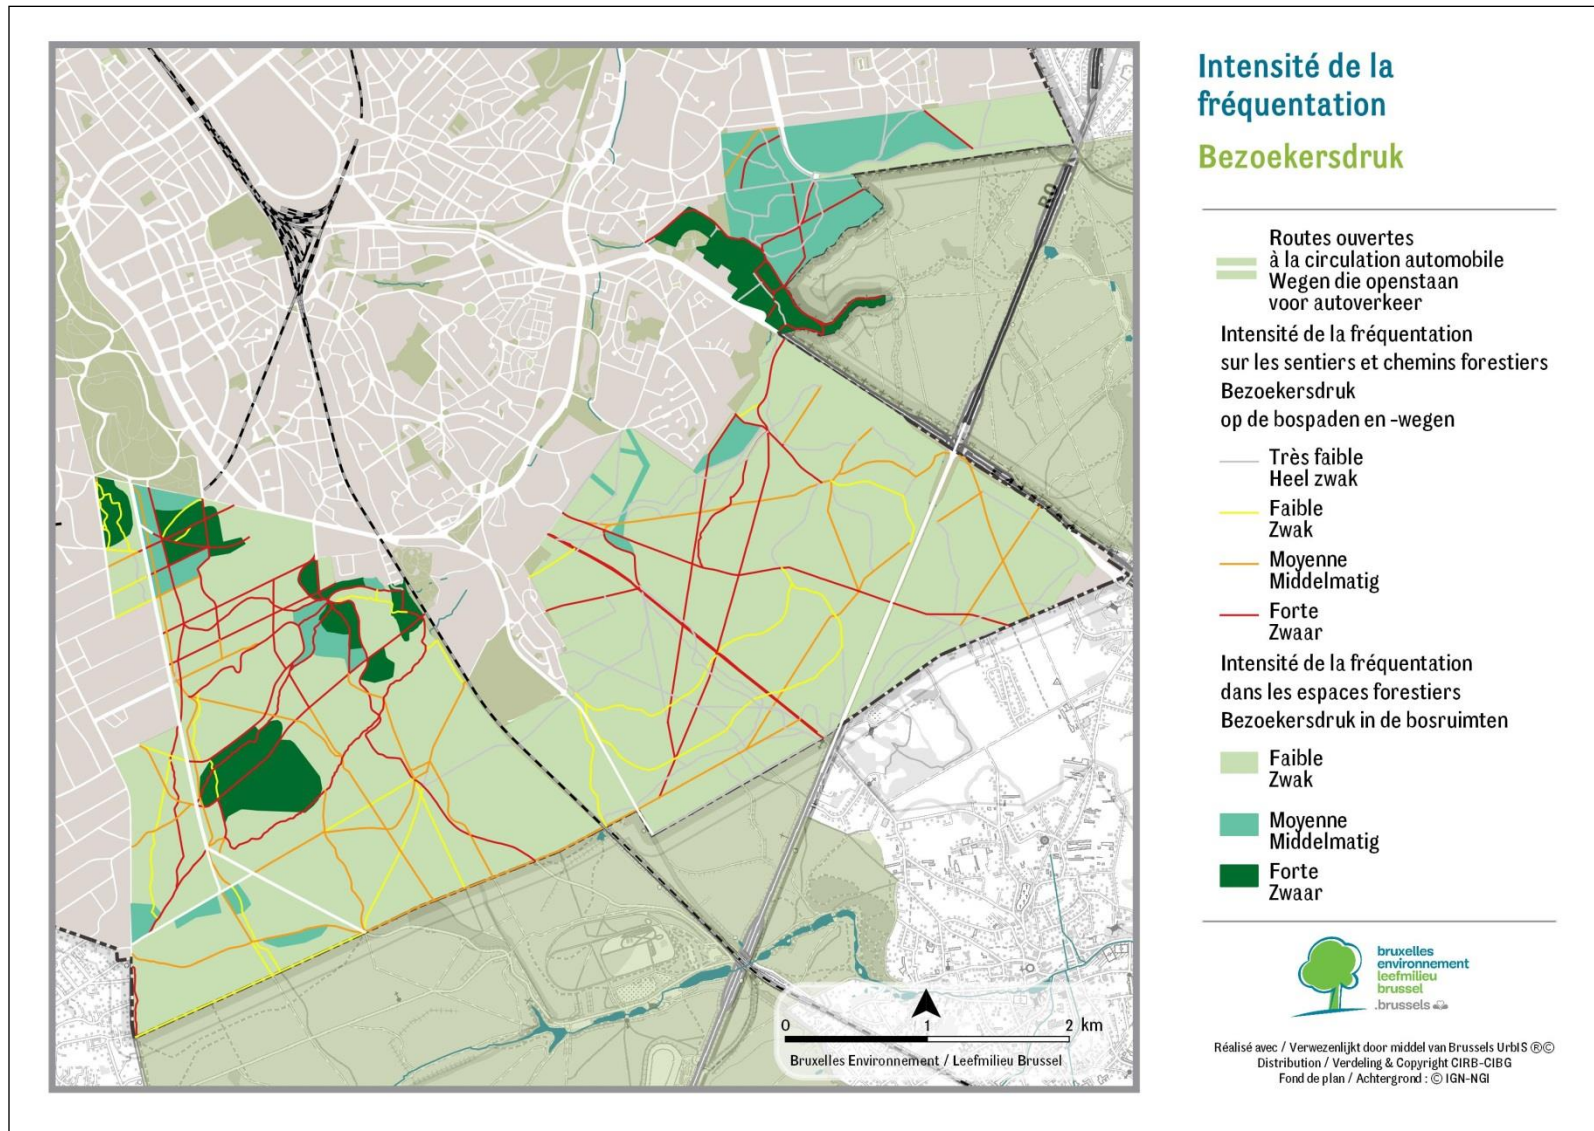 Intensité de la
fréquentation
Bezoekersdruk
Routes ouvertes
à la circulation automobile
Wegen die openstaan
voor autoverkeer
Intensité de la fréquentation
sur les sentiers et chemins forestiers
Bezoekersdruk
op de bospaden en -wegen
Très faible
Heel zwak
Faible
Zwak
Moyenne
Middelmatig
Forte
Zwaar
Intensité de la fréquentation
dans les espaces forestiers
Bezoekersdruk in de bosruimten
Faible
Zwak
Moyenne
Middelmatig
Forte
Zwaar
bruxelles
environnement
leefmilieu
brussel
.brussels
Réalisé avec / Verwezenlijkt door middel van Brussels UrbIS ®©
Distribution / Verdeling & Copyright CIRB-CIBG
Fond de plan / Achtergrond : © IGN-NGI
R0
0 1 2 km
Bruxelles Environnement / Leefmilieu Brussel